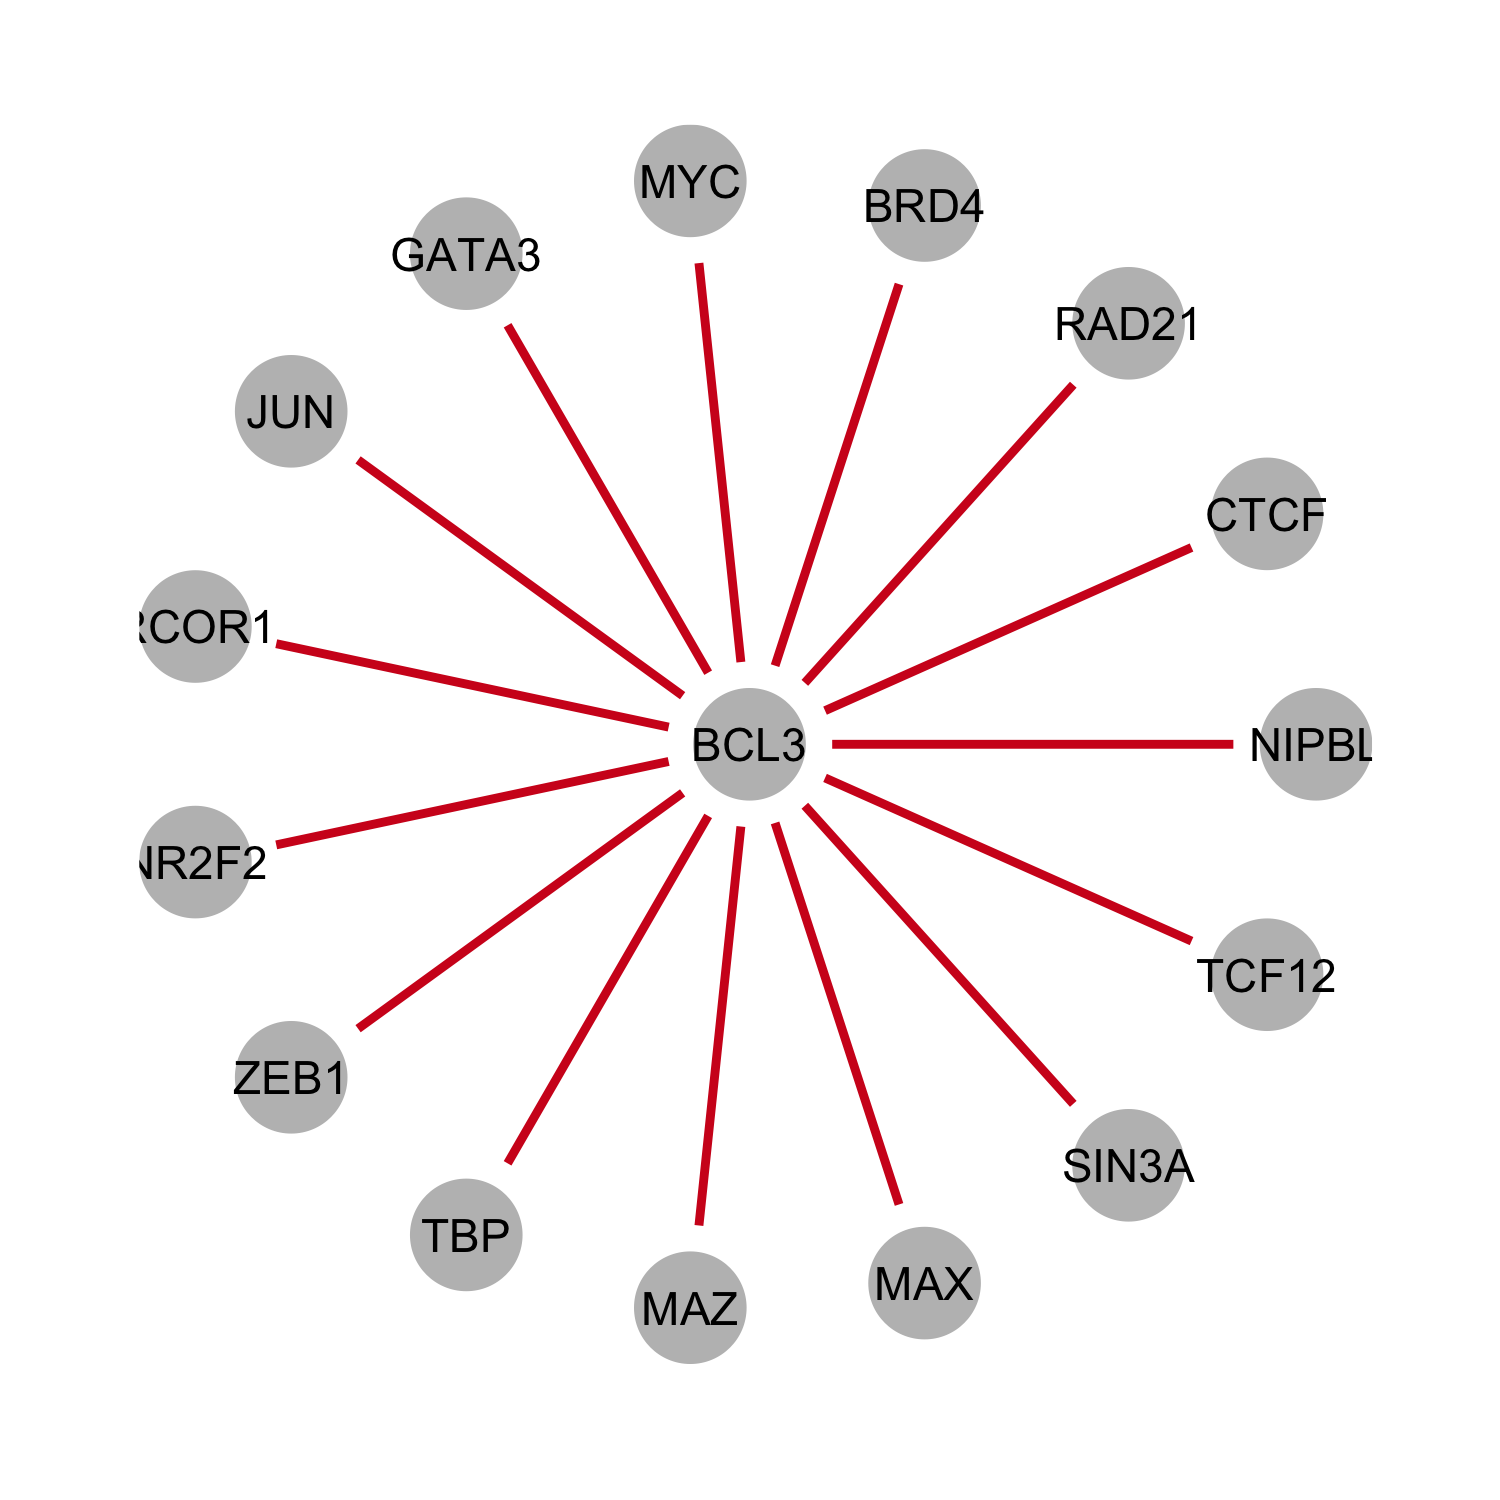 MYC
BRD4
GATA3
RAD21
JUN
CTCF
RCOR1
BCL3
NIPBL
NR2F2
TCF12
ZEB1
SIN3A
TBP
MAX
MAZ